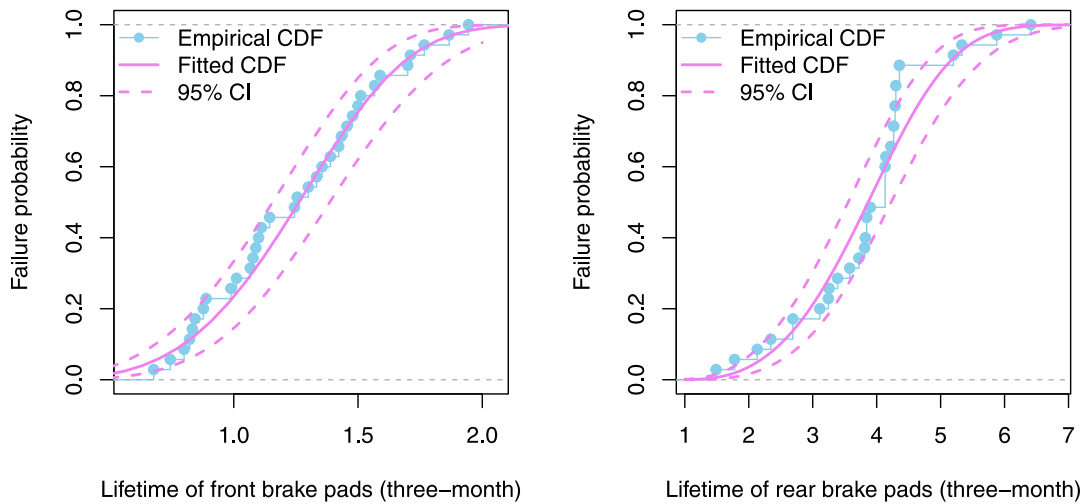 Empirical CDF
Fitted CDF
95% CI
Failure probability
0.0
0.2
0.4
0.6
0.8
1.0
1.0 1.5 2.0
Lifetime of front brake pads (three−month)
Empirical CDF
Fitted CDF
95% CI
Failure probability
0.0
0.2
0.4
0.6
0.8
1.0
1 2 3 4 5 6 7
Lifetime of rear brake pads (three−month)